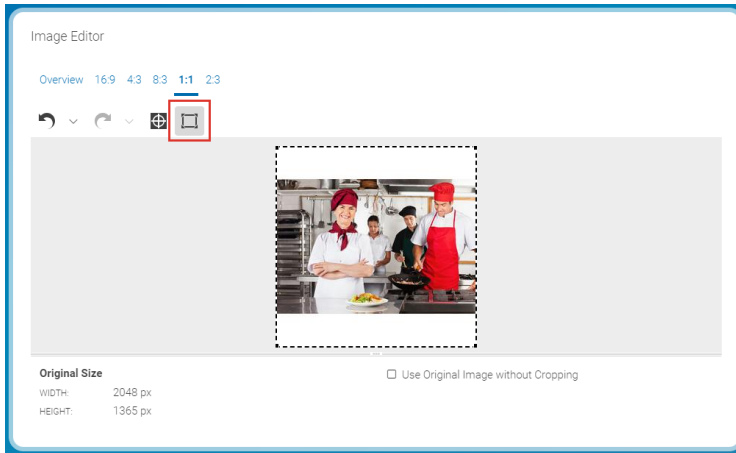 Image Editor
Overview 16:9 4:3 8:3 1:1 2:3
Original Size
WIDTH: 2048 px
HEIGHT: 1365 px
Use Original Image without Cropping